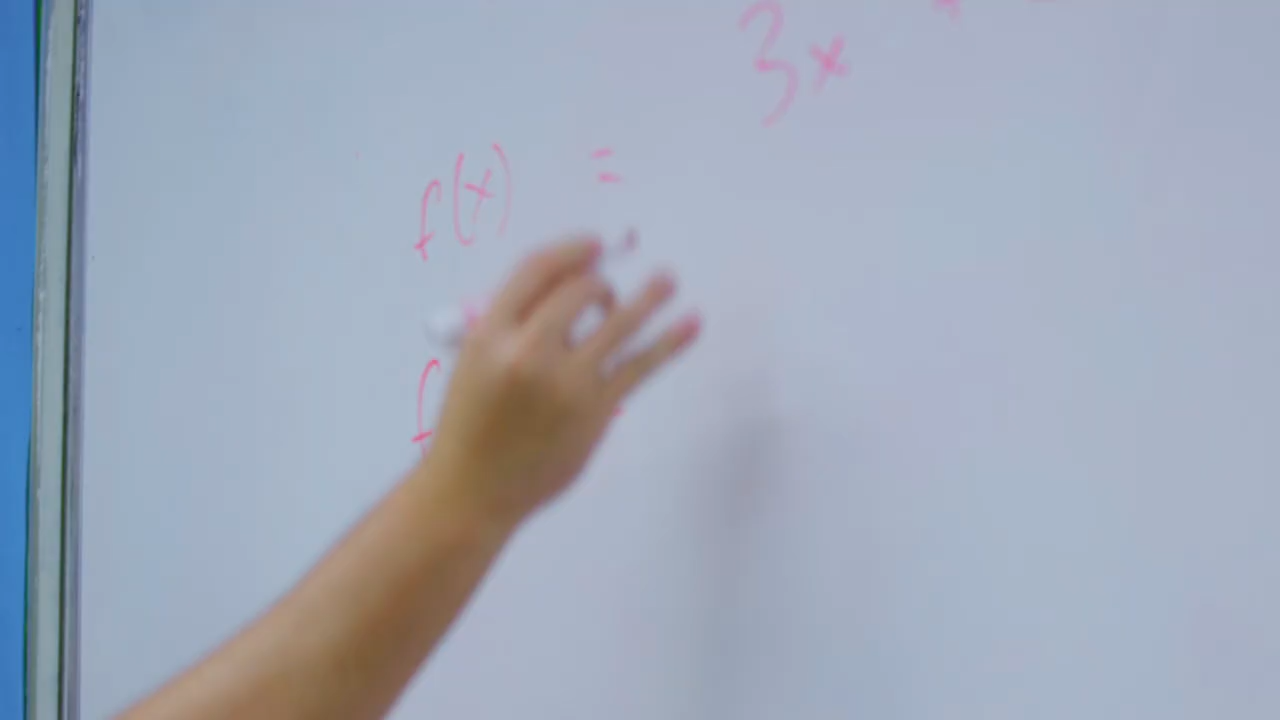 3x
f(x) =
f